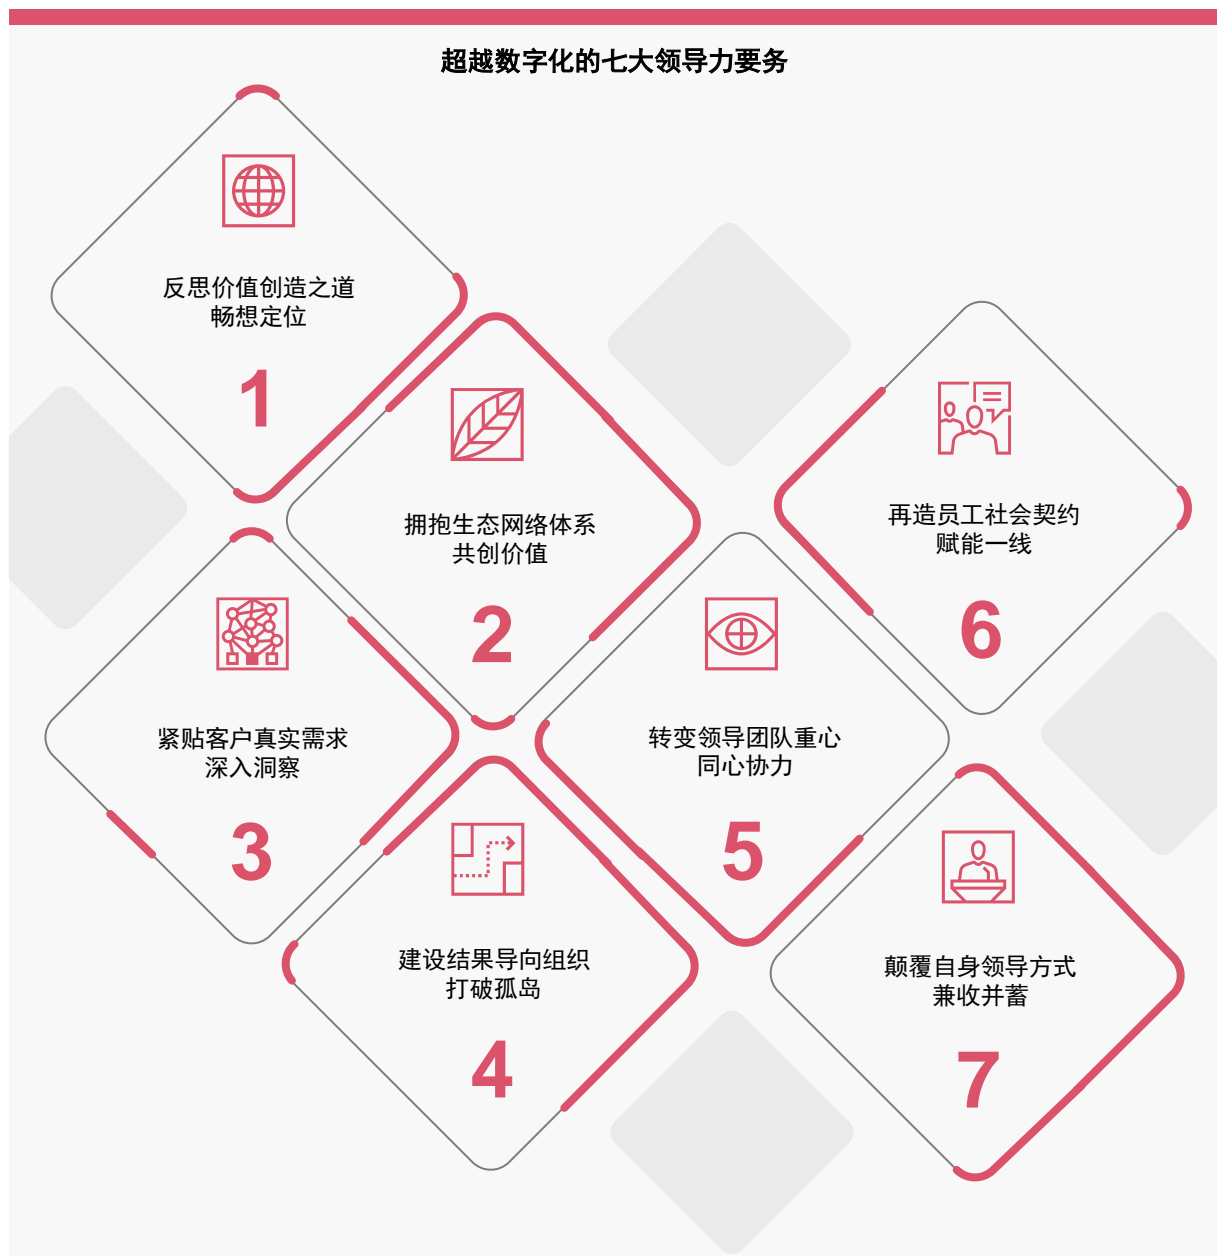 超越数字化的七大领导力要务
反思价值创造之道
畅想定位
1
拥抱生态网络体系
共创价值
2
紧贴客户真实需求
深入洞察
3
建设结果导向组织
打破孤岛
4
转变领导团队重心
同心协力
5
再造员工社会契约
赋能一线
6
颠覆自身领导方式
兼收并蓄
7